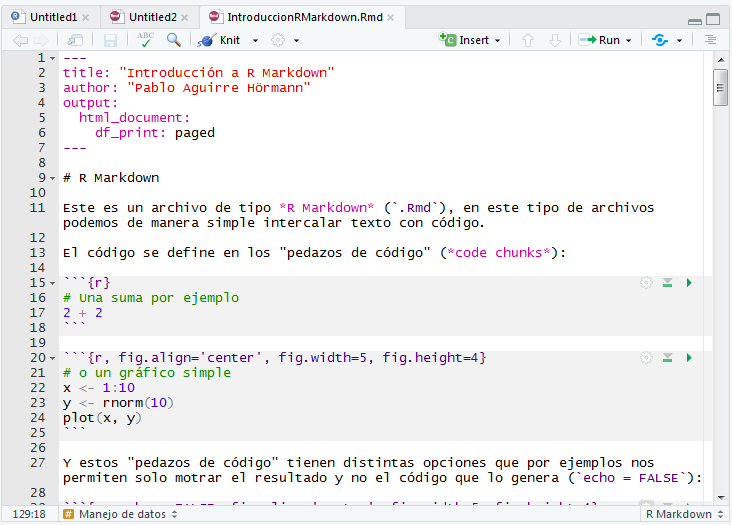 Untitled1 × Untitled2 × IntroduccionRMarkdown.Rmd ×
ABC Knit Insert Run
1 ---
2 title: "Introducción a R Markdown"
3 author: "Pablo Aguirre Hörmann"
4 output:
5   html_document:
6     df_print: paged
7 ---
8
9 # R Markdown
10
11 Este es un archivo de tipo *R Markdown* (`.Rmd`), en este tipo de archivos
podemos de manera simple intercalar texto con código.
12
13 El código se define en los "pedazos de código" (*code chunks*):
14
15 ```{r}
16 # Una suma por ejemplo
17 2 + 2
18 ```
19
20 ```{r, fig.align='center', fig.width=5, fig.height=4}
21 # o un gráfico simple
22 x <- 1:10
23 y <- rnorm(10)
24 plot(x, y)
25 ```
26
27 Y estos "pedazos de código" tienen distintas opciones que por ejemplos nos
permiten solo motrar el resultado y no el código que lo genera (`echo = FALSE`):
28
129:18 # Manejo de datos R Markdown